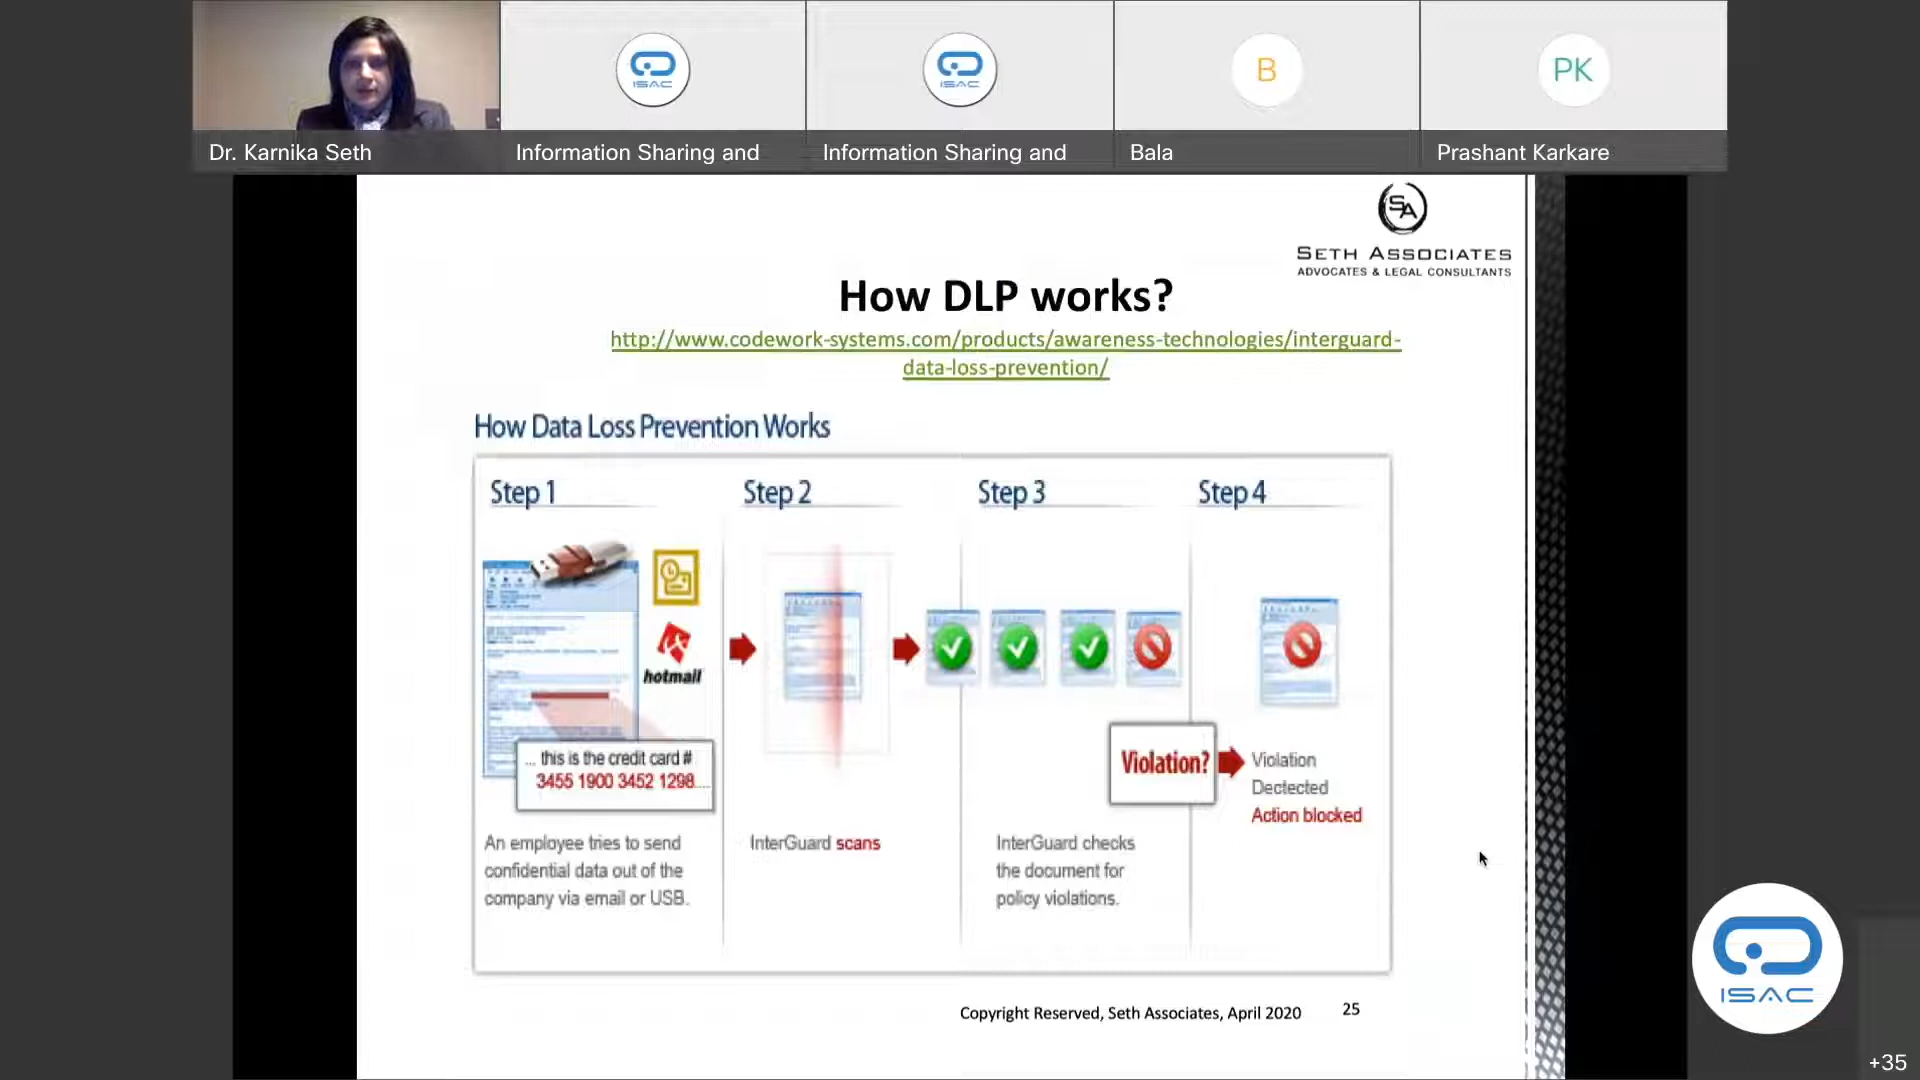 ISAC
ISAC
B
PK
Dr. Karnika Seth
Information Sharing and
Information Sharing and
Bala
Prashant Karkare
SA
SETH ASSOCIATES
ADVOCATES & LEGAL CONSULTANTS
How DLP works?
http://www.codework-systems.com/products/awareness-technologies/interguard-
data-loss-prevention/
How Data Loss Prevention Works
Step 1
Step 2
Step 3
Step 4
hotmail
... this is the credit card #
3455 1900 3452 1298....
Violation?
Violation
Dectected
Action blocked
An employee tries to send
confidential data out of the
company via email or USB.
InterGuard scans
InterGuard checks
the document for
policy violations.
Copyright Reserved, Seth Associates, April 2020
25
ISAC
+35